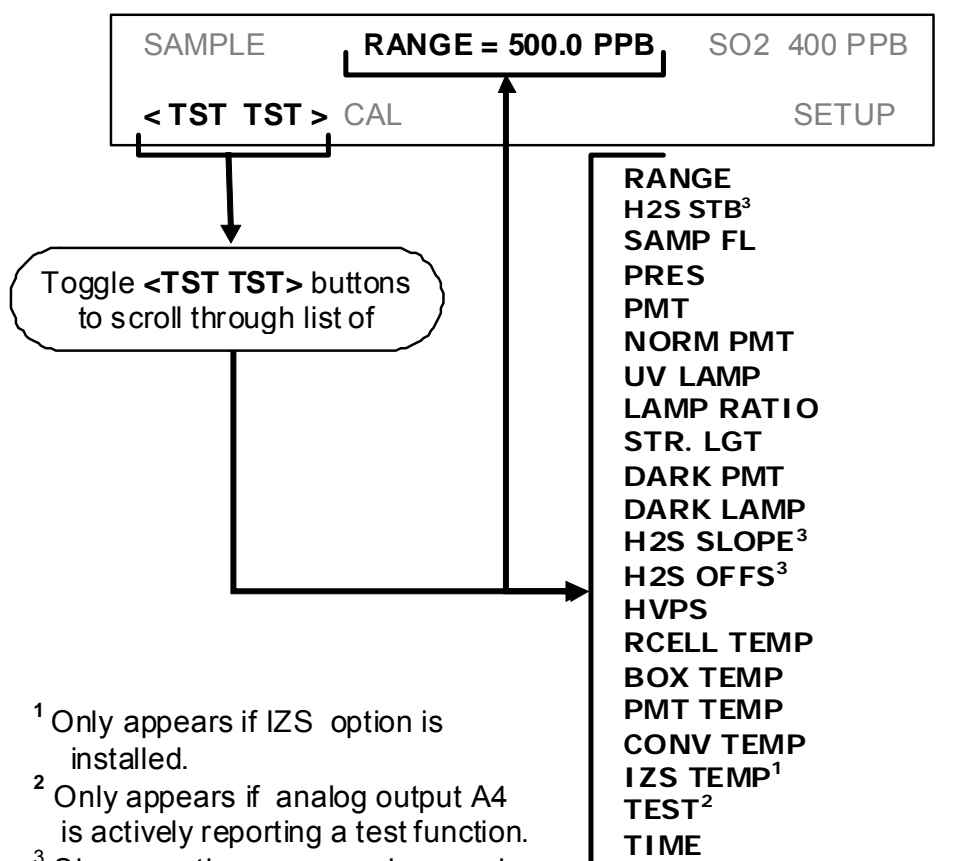 SAMPLE RANGE = 500.0 PPB SO2 400 PPB
< TST TST > CAL SETUP
Toggle <TST TST> buttons
to scroll through list of
RANGE
H2S STB³
SAMP FL
PRES
PMT
NORM PMT
UV LAMP
LAMP RATIO
STR. LGT
DARK PMT
DARK LAMP
H2S SLOPE³
H2S OFFS³
HVPS
RCELL TEMP
BOX TEMP
PMT TEMP
CONV TEMP
IZS TEMP¹
TEST²
TIME
¹ Only appears if IZS option is
installed.
² Only appears if analog output A4
is actively reporting a test function.
³